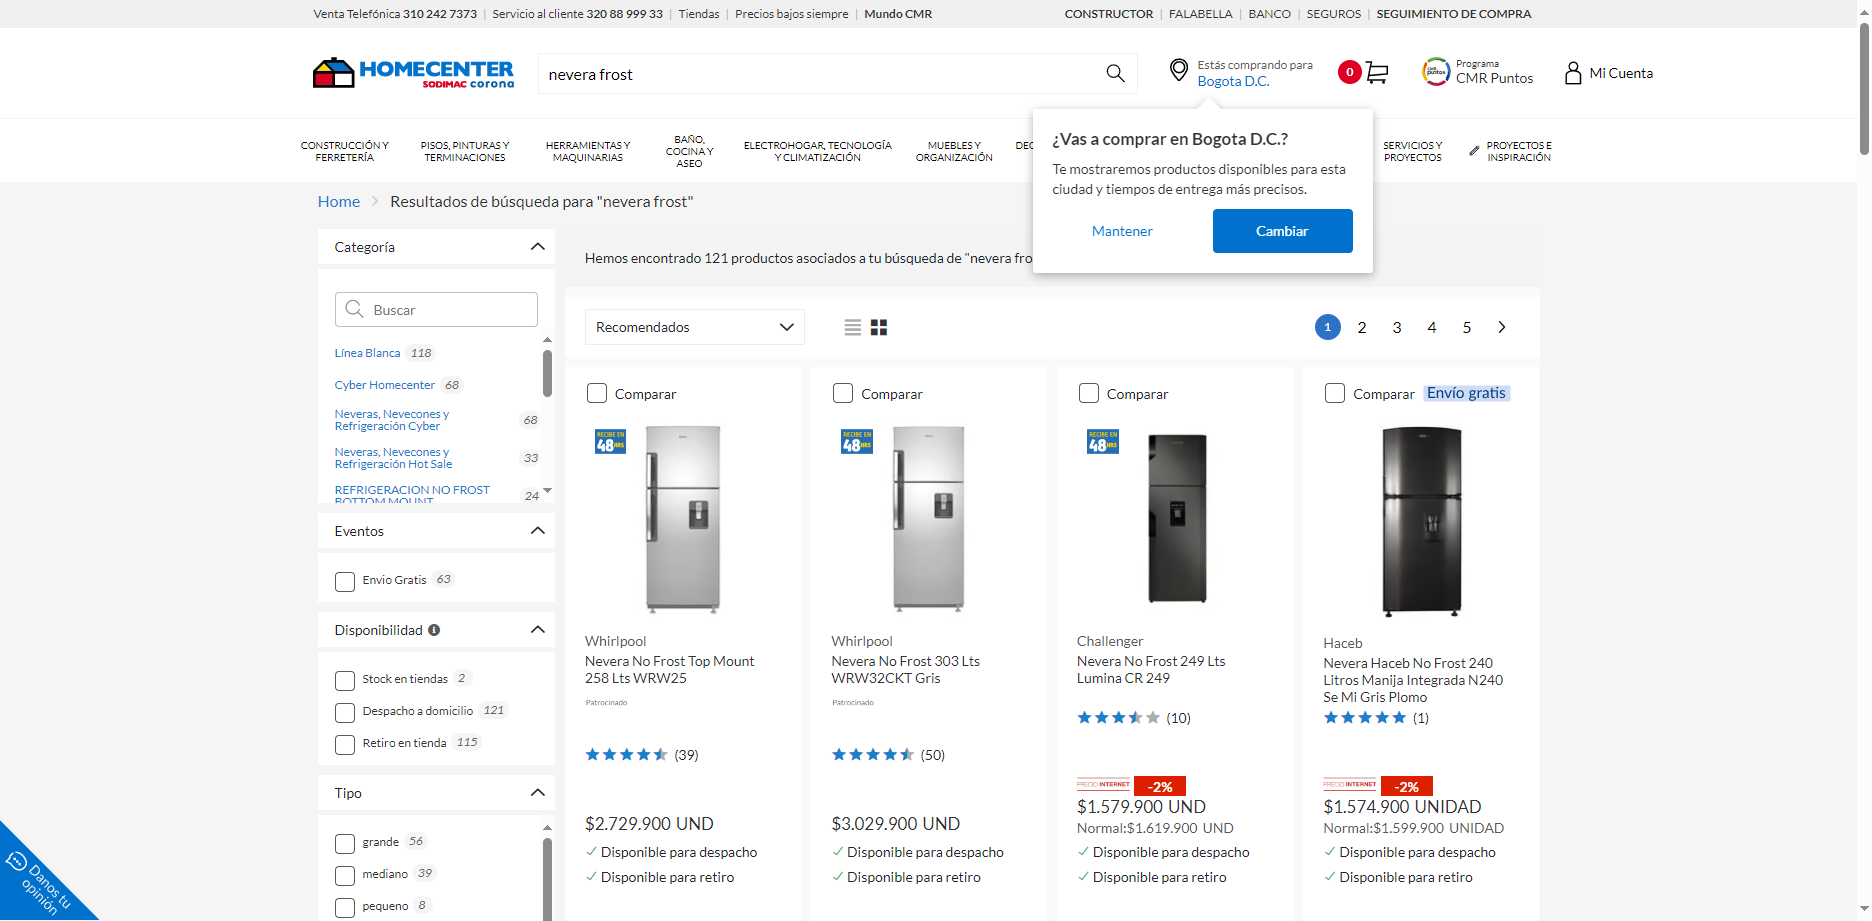 Venta Telefónica 310 242 7373 | Servicio al cliente 320 88 999 33 | Tiendas | Precios bajos siempre | Mundo CMR
CONSTRUCTOR | FALABELLA | BANCO | SEGUROS | SEGUIMIENTO DE COMPRA
HOMECENTER
SODIMAC corona
nevera frost
Estás comprando para
Bogota D.C.
0
CMR puntos
Programa
CMR Puntos
Mi Cuenta
CONSTRUCCIÓN Y
FERRETERÍA
PISOS, PINTURAS Y
TERMINACIONES
HERRAMIENTAS Y
MAQUINARIAS
BAÑO,
COCINA Y
ASEO
ELECTROHOGAR, TECNOLOGÍA
Y CLIMATIZACIÓN
MUEBLES Y
ORGANIZACIÓN
DEC
SERVICIOS Y
PROYECTOS
PROYECTOS E
INSPIRACIÓN
¿Vas a comprar en Bogota D.C.?
Te mostraremos productos disponibles para esta
ciudad y tiempos de entrega más precisos.
Mantener
Cambiar
Home
Resultados de búsqueda para "nevera frost"
Categoría
Buscar
Línea Blanca 118
Cyber Homecenter 68
Neveras, Nevecones y
Refrigeración Cyber 68
Neveras, Nevecones y
Refrigeración Hot Sale 33
REFRIGERACION NO FROST
BOTTOM MOUNT 24
Eventos
Envio Gratis 63
Disponibilidad
Stock en tiendas 2
Despacho a domicilio 121
Retiro en tienda 115
Tipo
grande 56
mediano 39
pequeno 8
Danos tu
opinión
Hemos encontrado 121 productos asociados a tu búsqueda de "nevera fro
Recomendados
1 2 3 4 5
Comparar
RECIBE EN
48HRS
Whirlpool
Nevera No Frost Top Mount
258 Lts WRW25
Patrocinado
(39)
$2.729.900 UND
Disponible para despacho
Disponible para retiro
Comparar
RECIBE EN
48HRS
Whirlpool
Nevera No Frost 303 Lts
WRW32CKT Gris
Patrocinado
(50)
$3.029.900 UND
Disponible para despacho
Disponible para retiro
Comparar
RECIBE EN
48HRS
Challenger
Nevera No Frost 249 Lts
Lumina CR 249
(10)
PRECIO INTERNET -2%
$1.579.900 UND
Normal:$1.619.900 UND
Disponible para despacho
Disponible para retiro
Comparar
Envío gratis
Haceb
Nevera Haceb No Frost 240
Litros Manija Integrada N240
Se Mi Gris Plomo
(1)
PRECIO INTERNET -2%
$1.574.900 UNIDAD
Normal:$1.599.900 UNIDAD
Disponible para despacho
Disponible para retiro